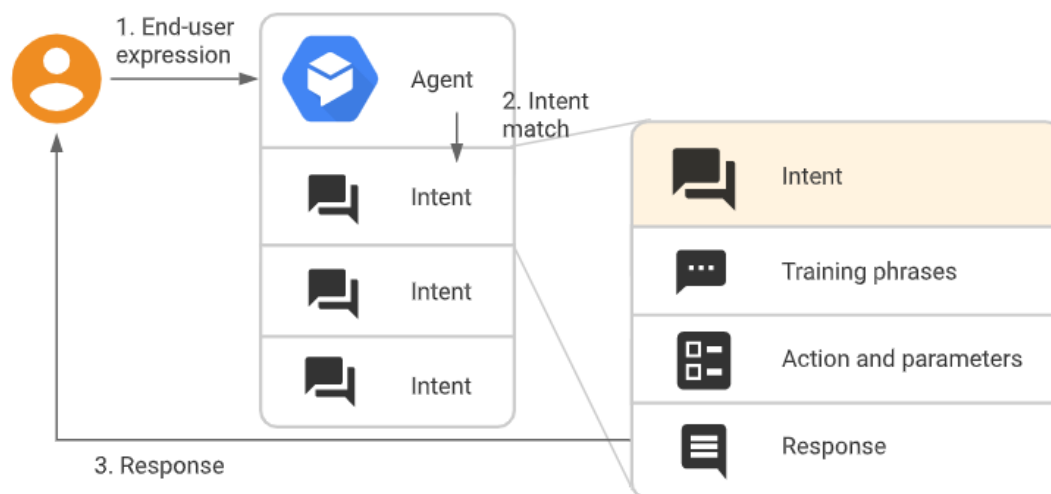 1. End-user
expression
Agent
2. Intent
match
Intent
Intent
Intent
Intent
Training phrases
Action and parameters
Response
3. Response